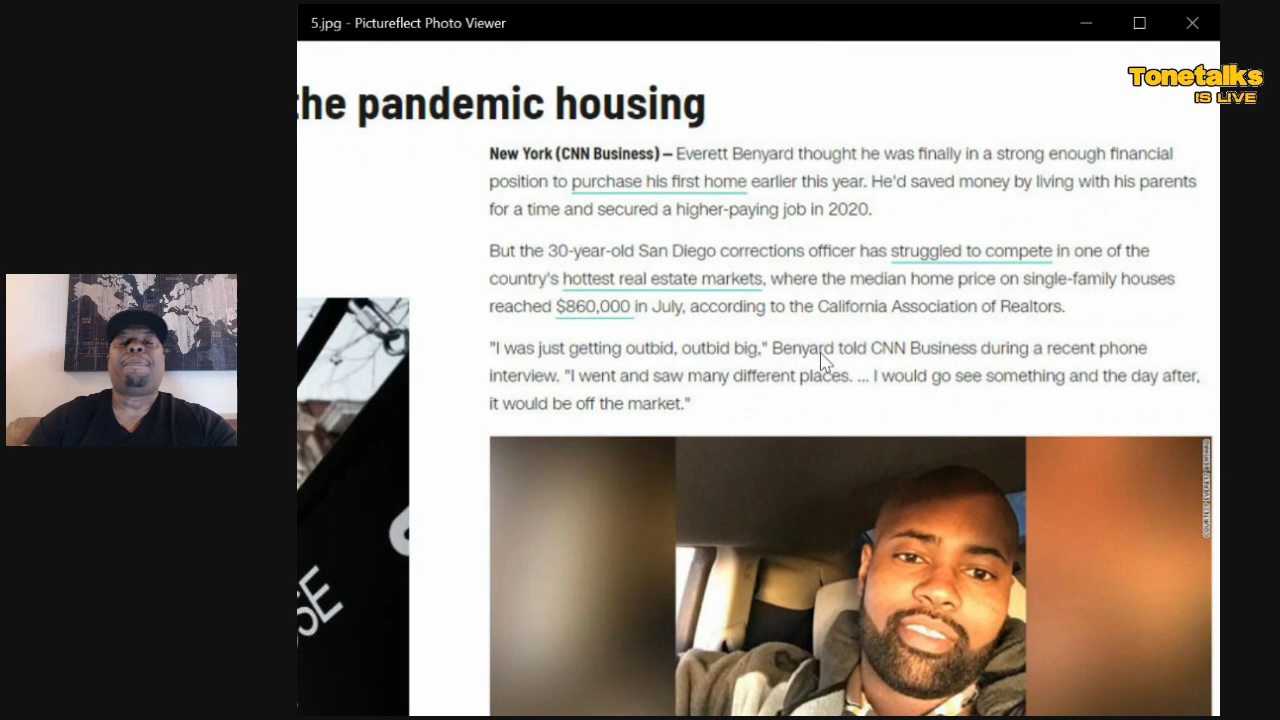 5.jpg - Pictureflect Photo Viewer
Tonetalks
IS LIVE
the pandemic housing
New York (CNN Business) — Everett Benyard thought he was finally in a strong enough financial
position to purchase his first home earlier this year. He'd saved money by living with his parents
for a time and secured a higher-paying job in 2020.
But the 30-year-old San Diego corrections officer has struggled to compete in one of the
country's hottest real estate markets, where the median home price on single-family houses
reached $860,000 in July, according to the California Association of Realtors.
"I was just getting outbid, outbid big," Benyard told CNN Business during a recent phone
interview. "I went and saw many different places. ... I would go see something and the day after,
it would be off the market."
COURTESY EVERETT BENYARD